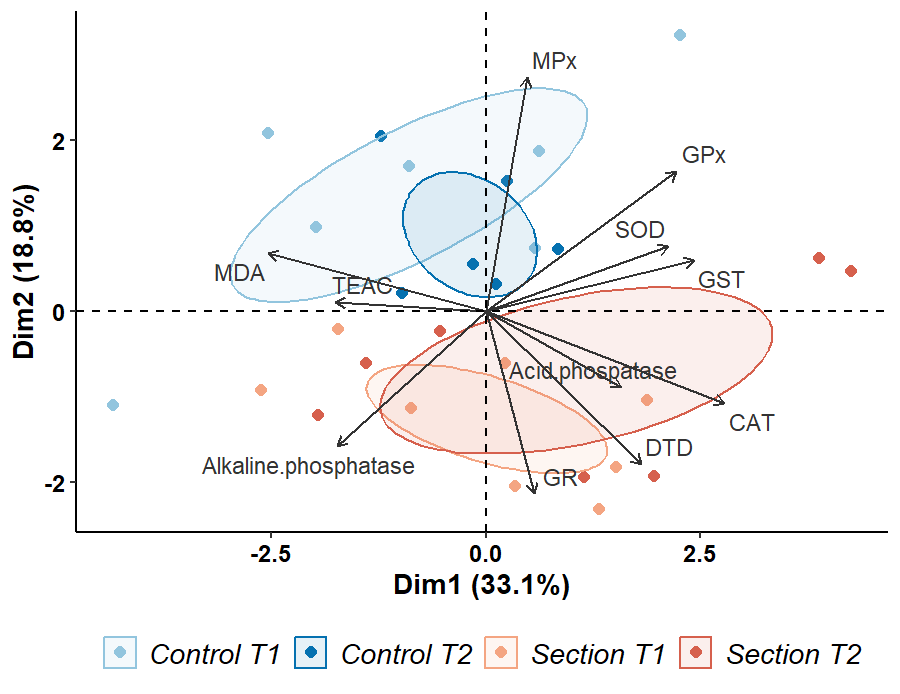 MPx
GPx
2
SOD
MDA
GST
TEAC
0
Acid.phospatase
CAT
DTD
Alkaline.phosphatase
GR
-2
Dim2 (18.8%)
-2.5
0.0
2.5
Dim1 (33.1%)
Control T1
Control T2
Section T1
Section T2